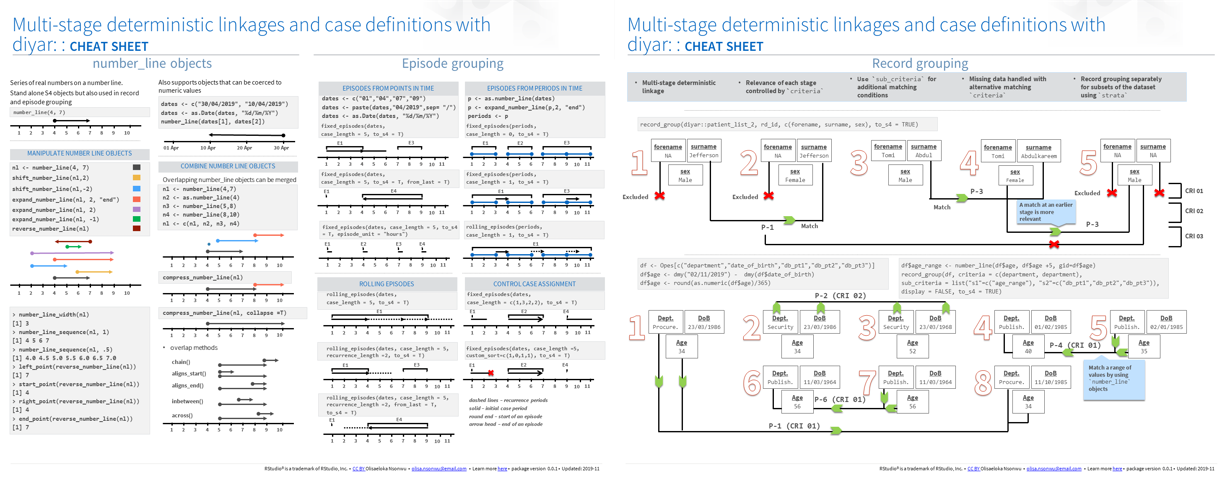 Multi-stage deterministic linkages and case definitions with
diyar: : CHEAT SHEET
number_line objects
Series of real numbers on a number line.
Stand alone S4 objects but also used in record
and episode grouping
number_line(4, 7)
1 2 3 4 5 6 7 8 9 10
MANIPULATE NUMBER LINE OBJECTS
nl <- number_line(4, 7)
shift_number_line(nl,2)
shift_number_line(nl,-2)
expand_number_line(nl, 2, "end")
expand_number_line(nl, 2)
expand_number_line(nl, -1)
reverse_number_line(nl)
1 2 3 4 5 6 7 8 9 10
> number_line_width(nl)
[1] 3
> number_line_sequence(nl, 1)
[1] 4 5 6 7
> number_line_sequence(nl, .5)
[1] 4.0 4.5 5.0 5.5 6.0 6.5 7.0
> left_point(reverse_number_line(nl))
[1] 7
> start_point(reverse_number_line(nl))
[1] 4
> right_point(reverse_number_line(nl))
[1] 4
> end_point(reverse_number_line(nl))
[1] 7
Also supports objects that can be coerced to
numeric data types.
dates <- c("30/04/2019", "10/04/2019")
dates <- as.Date(dates, "%d/%m/%Y")
number_line(dates[1], dates[2])
01 Apr 10 Apr 20 Apr 30 Apr
COMBINE NUMBER LINE OBJECTS
Overlapping number_line objects can be merged
n1 <- number_line(4,7)
n2 <- as.number_line(4)
n3 <- number_line(5,8)
n4 <- number_line(8,10)
nl <- c(n1, n2, n3, n4)
1 2 3 4 5 6 7 8 9 10
compress_number_line(nl)
1 2 3 4 5 6 7 8 9 10
compress_number_line(nl, collapse =T)
1 2 3 4 5 6 7 8 9 10
• overlap methods
chain()
aligns_start()
aligns_end()
inbetween()
across()
1 2 3 4 5 6 7 8 9 10
Episode grouping
EPISODES FROM POINTS IN TIME
dates <- c("01","04","07","09")
dates <- paste(dates,"04/2019",sep= "/")
dates <- as.Date(dates, "%d/%m/%Y")
fixed_episodes(dates,
case_length = 5, to_s4 = T)
E1 E3
1 2 3 4 5 6 7 8 9 10 11
fixed_episodes(dates,
case_length = 5, to_s4 = T, from_last = T)
E1 E4
1 2 3 4 5 6 7 8 9 10 11
fixed_episodes(dates, case_length = 5, to_s4
= T, episode_unit = "hours")
E1 E2 E3 E4
1 2 3 4 5 6 7 8 9 10 11
ROLLING EPISODES
rolling_episodes(dates,
case_length = 5, to_s4 = T)
E1
1 2 3 4 5 6 7 8 9 10 11
rolling_episodes(dates, case_length = 5,
recurrence_length =2, to_s4 = T)
E1 E4
1 2 3 4 5 6 7 8 9 10 11
rolling_episodes(dates, case_length = 5,
recurrence_length =2, from_last = T,
to_s4 = T)
E1 E4
1 2 3 4 5 6 7 8 9 10 11
EPISODES FROM PERIODS IN TIME
p <- as.number_line(dates)
p <- expand_number_line(p,2, "end")
periods <- p
fixed_episodes(periods,
case_length = 0, to_s4 = T)
E1 E2 E3
1 2 3 4 5 6 7 8 9 10 11
fixed_episodes(periods,
case_length = 1, to_s4 = T)
E1 E3
1 2 3 4 5 6 7 8 9 10 11
rolling_episodes(periods,
case_length = 1, to_s4 = T)
E1
1 2 3 4 5 6 7 8 9 10 11
CONTROL CASE ASSIGNMENT
fixed_episodes(dates,
case_length = c(1,3,2,2), to_s4 = T)
E1 E2 E4
1 2 3 4 5 6 7 8 9 10 11
fixed_episodes(dates, case_length =5,
custom_sort=c(1,0,1,1), to_s4 = T)
E1 E2
1 2 3 4 5 6 7 8 9 10 11
dashed lines - recurrence periods
solid - initial case period
round end - start of an episode
arrow head - end of an episode
RStudio® is a trademark of RStudio, Inc. • CC BY Olisaeloka Nsonwu • olisa.nsonwu@email.com • Learn more here • package version 0.0.1 • Updated: 2019-11
Multi-stage deterministic linkages and case definitions with
diyar: : CHEAT SHEET
Record grouping
• Multi-stage deterministic
linkage
• Relevance of each stage
controlled by `criteria`
• Use `sub_criteria` for
additional matching
conditions
• Missing data handled with
alternative matching
`criteria`
• Record grouping separately
for subsets of the dataset
using `strata`
record_group(diyar::patient_list_2, rd_id, c(forename, surname, sex), to_s4 = TRUE)
1 forename NA surname Jefferson sex Male
2 forename NA surname Jefferson sex Female
3 forename Tomi surname Abdul sex Male
4 forename Tomi surname Abdulkareem sex Female
5 forename NA surname NA sex Male
Excluded
Excluded
Excluded
P-3
Match
A match at an earlier
stage is more
relevant
P-1
Match
P-3
CRI 01
CRI 02
CRI 03
df <- Opes[c("department","date_of_birth","db_pt1","db_pt2","db_pt3")]
df$age <- dmy("02/11/2019") - dmy(df$date_of_birth)
df$age <- round(as.numeric(df$age)/365)
df$age_range <- number_line(df$age, df$age +5, gid=df$age)
record_group(df, criteria = c(department, department),
sub_criteria = list("s1"=c(age_range), "s2"=c("db_pt1","db_pt2","db_pt3")),
display = FALSE, to_s4 = TRUE)
P-2 (CRI 02)
1 Dept. Procure. DoB 23/03/1986 Age 34
2 Dept. Security DoB 23/03/1986 Age 34
3 Dept. Security DoB 23/03/1968 Age 52
4 Dept. Publish. DoB 01/02/1985 Age 40
5 Dept. Publish. DoB 02/01/1985 Age 35
P-4 (CRI 01)
Match a range of
values by using
`number_line`
objects
6 Dept. Publish. DoB 11/03/1964 Age 56
7 Dept. Publish. DoB 11/03/1964 Age 56
8 Dept. Procure. DoB 11/10/1985 Age 34
P-6 (CRI 01)
P-1 (CRI 01)
RStudio® is a trademark of RStudio, Inc. • CC BY Olisaeloka Nsonwu • olisa.nsonwu@email.com • Learn more here • package version 0.0.1 • Updated: 2019-11